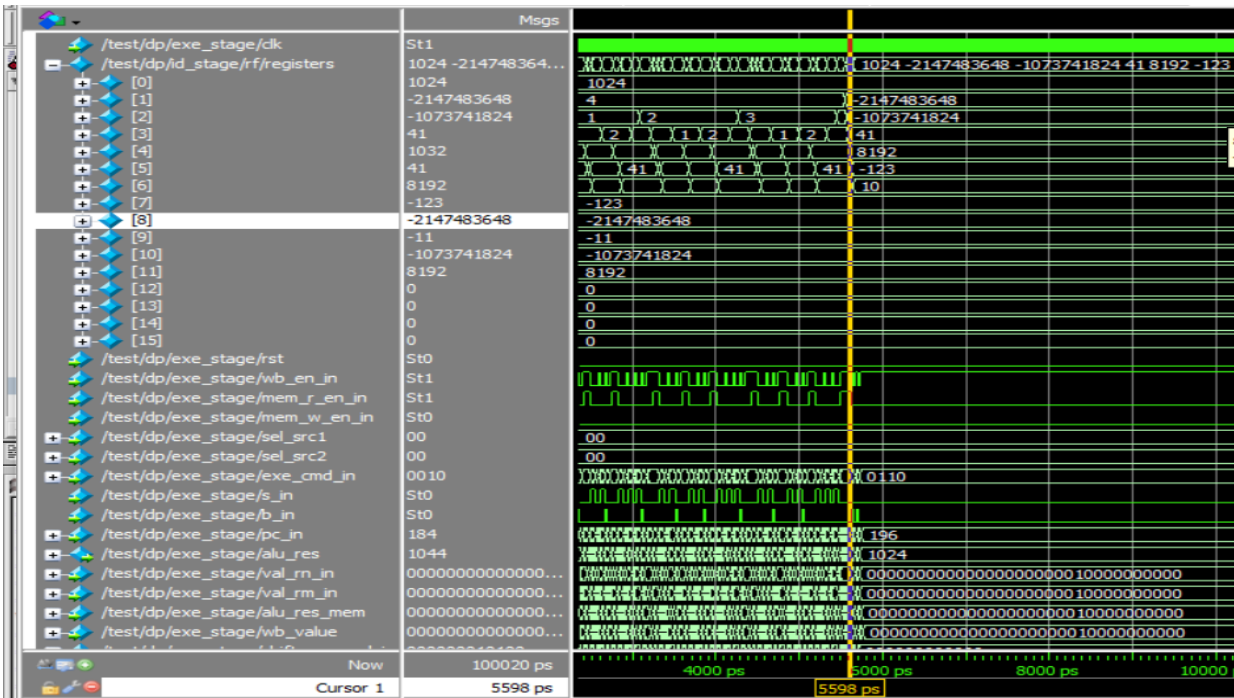 Msgs
/test/dp/exe_stage/clk St1
/test/dp/id_stage/rf/registers 1024 -214748364... 1024 -2147483648 -1073741824 41 8192 -123
[0] 1024 1024
[1] -2147483648 4 -2147483648
[2] -1073741824 1 2 3 -1073741824
[3] 41 2 1 2 1 2 41
[4] 1032 8192
[5] 41 41 41 41 -123
[6] 8192 10
[7] -123 -123
[8] -2147483648 -2147483648
[9] -11 -11
[10] -1073741824 -1073741824
[11] 8192 8192
[12] 0 0
[13] 0 0
[14] 0 0
[15] 0 0
/test/dp/exe_stage/rst St0
/test/dp/exe_stage/wb_en_in St1
/test/dp/exe_stage/mem_r_en_in St1
/test/dp/exe_stage/mem_w_en_in St0
/test/dp/exe_stage/sel_src1 00 00
/test/dp/exe_stage/sel_src2 00 00
/test/dp/exe_stage/exe_cmd_in 0010 0110
/test/dp/exe_stage/s_in St0
/test/dp/exe_stage/b_in St0
/test/dp/exe_stage/pc_in 184 196
/test/dp/exe_stage/alu_res 1044 1024
/test/dp/exe_stage/val_rn_in 00000000000000... 00000000000000000000010000000000
/test/dp/exe_stage/val_rm_in 00000000000000... 00000000000000000000010000000000
/test/dp/exe_stage/alu_res_mem 00000000000000... 00000000000000000000010000000000
/test/dp/exe_stage/wb_value 00000000000000... 00000000000000000000010000000000
Now 100020 ps 4000 ps 8000 ps 10000
Cursor 1 5598 ps 5598 ps